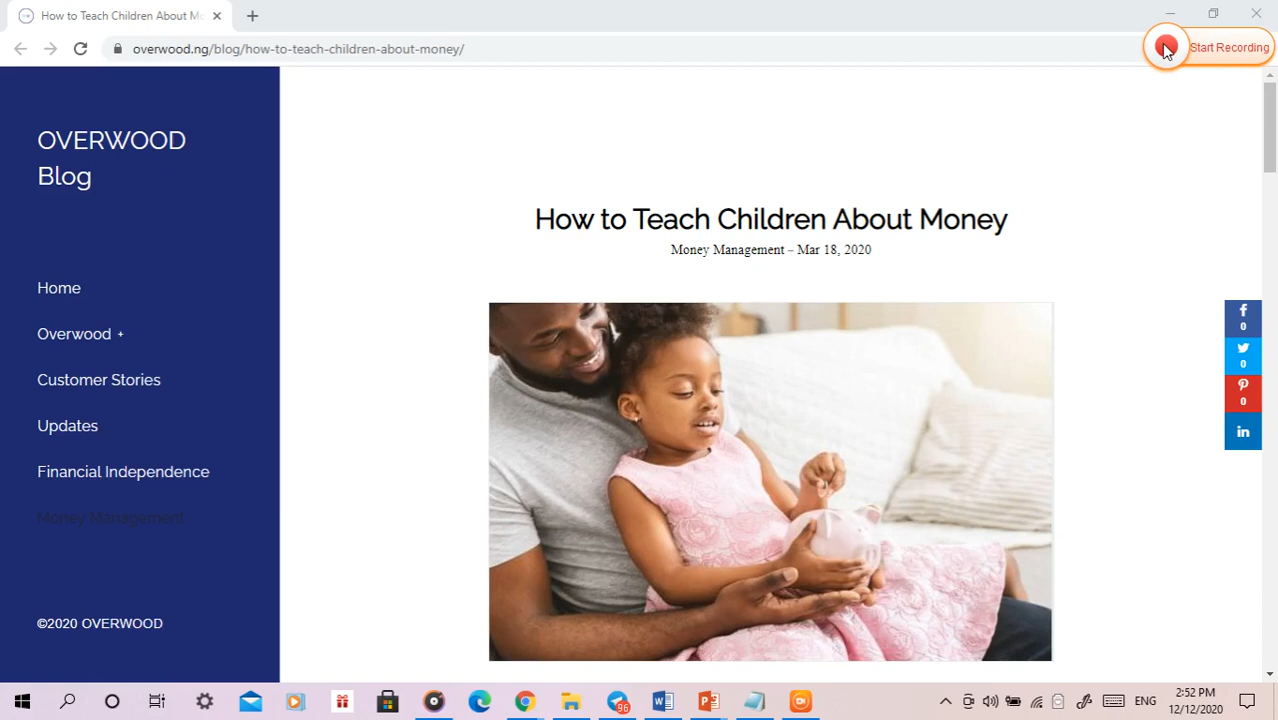 How to Teach Children About Mo
overwood.ng/blog/how-to-teach-children-about-money/
Start Recording
OVERWOOD
Blog
Home
Overwood +
Customer Stories
Updates
Financial Independence
Money Management
©2020 OVERWOOD
How to Teach Children About Money
Money Management – Mar 18, 2020
f
0
0
0
in
96
ENG
2:52 PM
12/12/2020